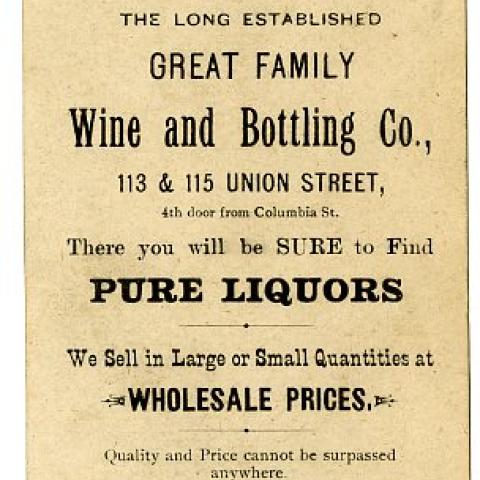 THE LONG ESTABLISHED
GREAT FAMILY
Wine and Bottling Co.,
113 & 115 UNION STREET,
4th door from Columbia St.
There you will be SURE to Find
PURE LIQUORS
We Sell in Large or Small Quantities at
WHOLESALE PRICES.
Quality and Price cannot be surpassed
anywhere.